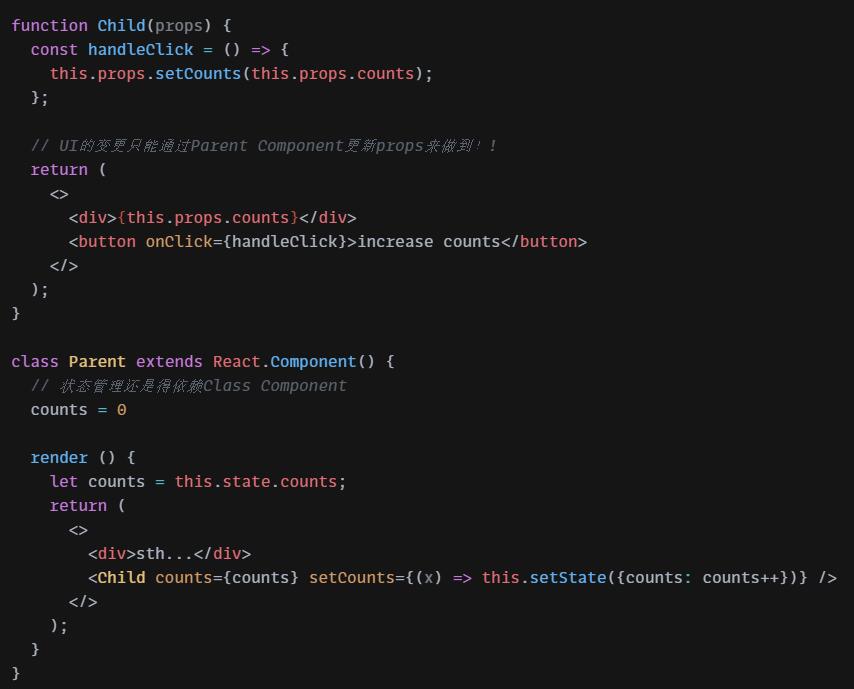 function Child(props) {
  const handleClick = () => {
    this.props.setCounts(this.props.counts);
  };

  // UI的变更只能通过Parent Component更新props来做到！!
  return (
    <>
      <div>{this.props.counts}</div>
      <button onClick={handleClick}>increase counts</button>
    </>
  );
}

class Parent extends React.Component() {
  // 状态管理还是得依赖Class Component
  counts = 0

  render () {
    let counts = this.state.counts;
    return (
      <>
        <div>sth...</div>
        <Child counts={counts} setCounts={(x) => this.setState({counts: counts++})} />
      </>
    );
  }
}